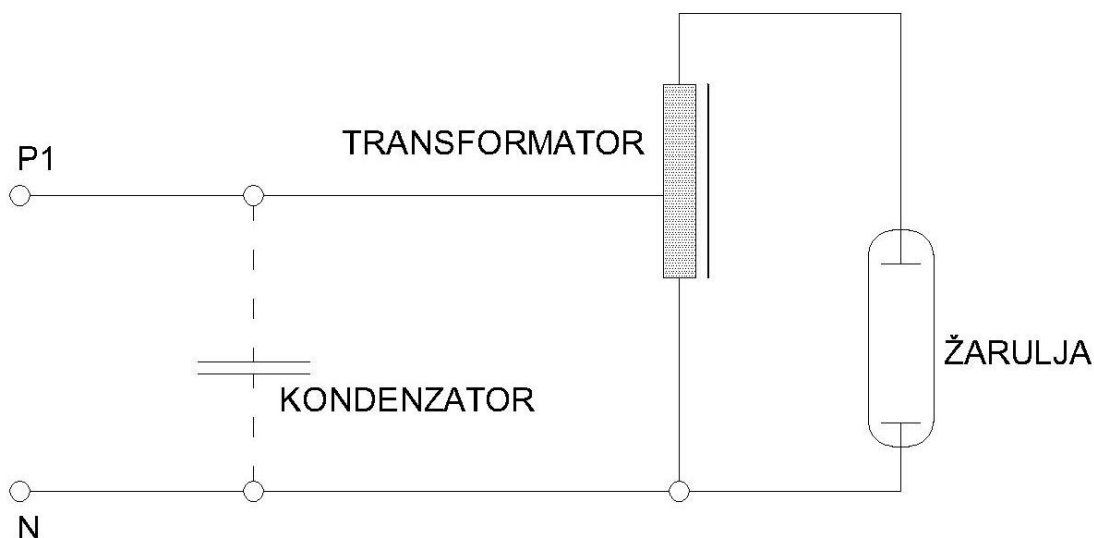 TRANSFORMATOR
P1
ŽARULJA
KONDENZATOR
N